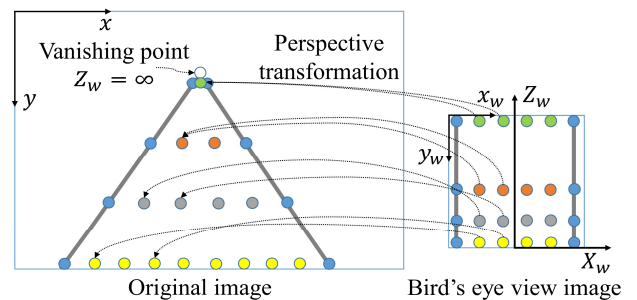 x
y
Vanishing point
Z_w = ∞
Perspective
transformation
x_w
Z_w
y_w
X_w
Original image
Bird's eye view image